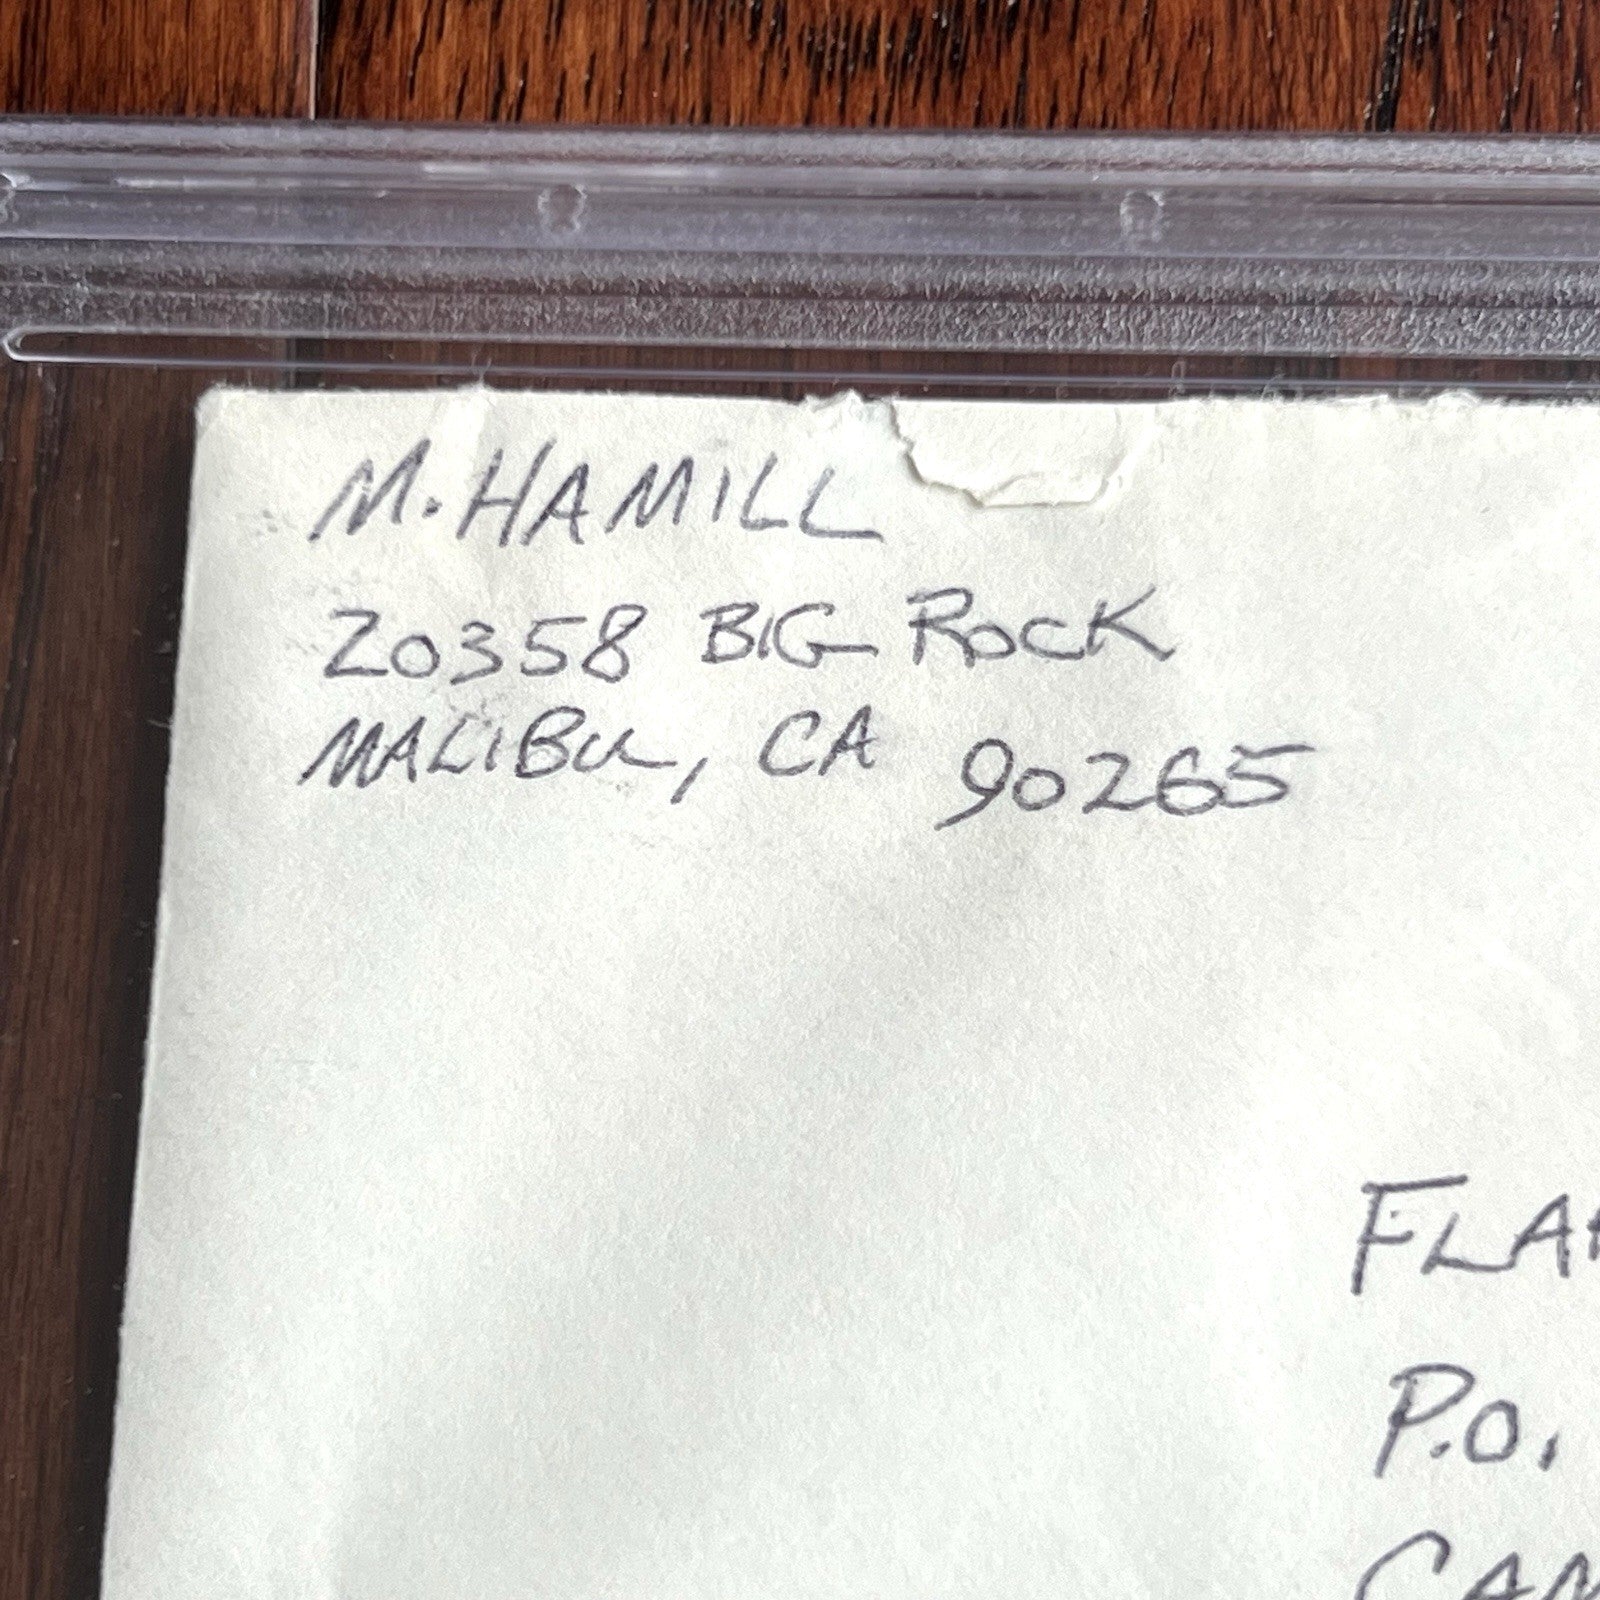 M. HAMILL
20358 BIG ROCK
MALIBU, CA 90265
P.O.